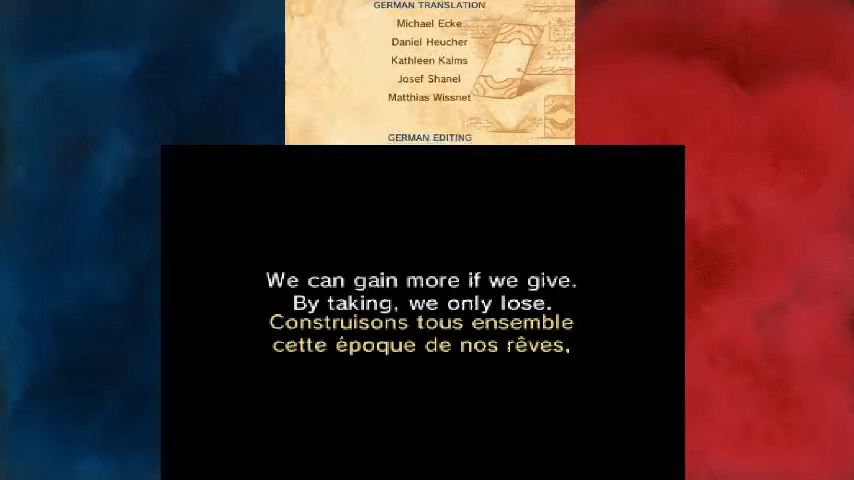 GERMAN TRANSLATION
Michael Ecke
Daniel Heucher
Kathleen Kalms
Josef Shanel
Matthias Wissnet
GERMAN EDITING
We can gain more if we give.
By taking, we only lose.
Construisons tous ensemble
cette époque de nos rêves,